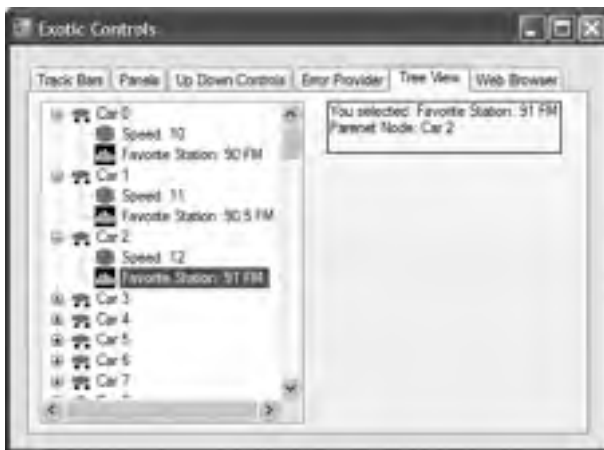 Exotic Controls
Track Bars
Panels
Up Down Controls
Error Provider
Tree View
Web Browser
Car 0
Speed: 10
Favorite Station: 90 FM
Car 1
Speed: 11
Favorite Station: 90.5 FM
Car 2
Speed: 12
Favorite Station: 91 FM
Car 3
Car 4
Car 5
Car 6
Car 7
You selected: Favorite Station: 91 FM
Parenet Node: Car 2